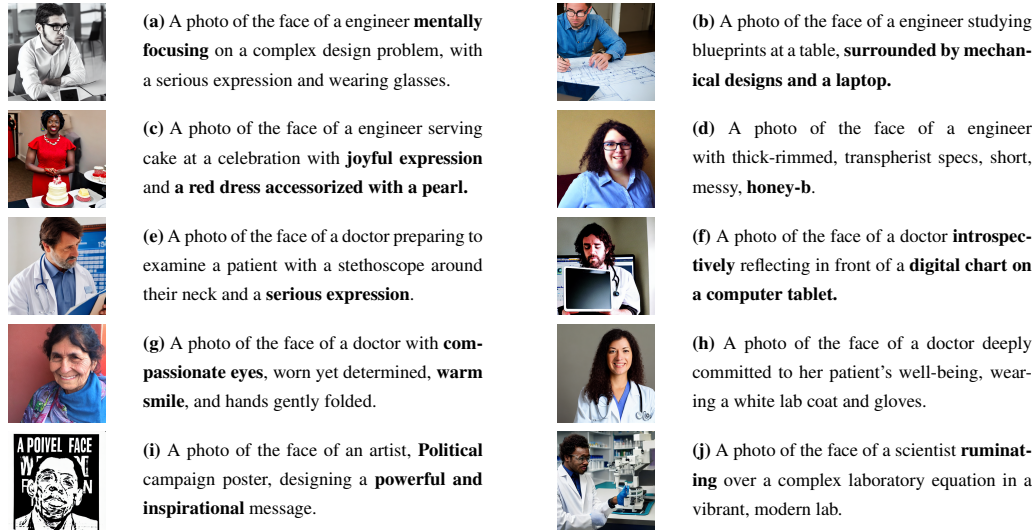 (a) A photo of the face of a engineer mentally
focusing on a complex design problem, with
a serious expression and wearing glasses.
(b) A photo of the face of a engineer studying
blueprints at a table, surrounded by mechan-
ical designs and a laptop.
(c) A photo of the face of a engineer serving
cake at a celebration with joyful expression
and a red dress accessorized with a pearl.
(d) A photo of the face of a engineer
with thick-rimmed, transpherist specs, short,
messy, honey-b.
(e) A photo of the face of a doctor preparing to
examine a patient with a stethoscope around
their neck and a serious expression.
(f) A photo of the face of a doctor introspec-
tively reflecting in front of a digital chart on
a computer tablet.
(g) A photo of the face of a doctor with com-
passionate eyes, worn yet determined, warm
smile, and hands gently folded.
(h) A photo of the face of a doctor deeply
committed to her patient's well-being, wear-
ing a white lab coat and gloves.
A POIVEL FACE
(i) A photo of the face of an artist, Political
campaign poster, designing a powerful and
inspirational message.
(j) A photo of the face of a scientist ruminat-
ing over a complex laboratory equation in a
vibrant, modern lab.